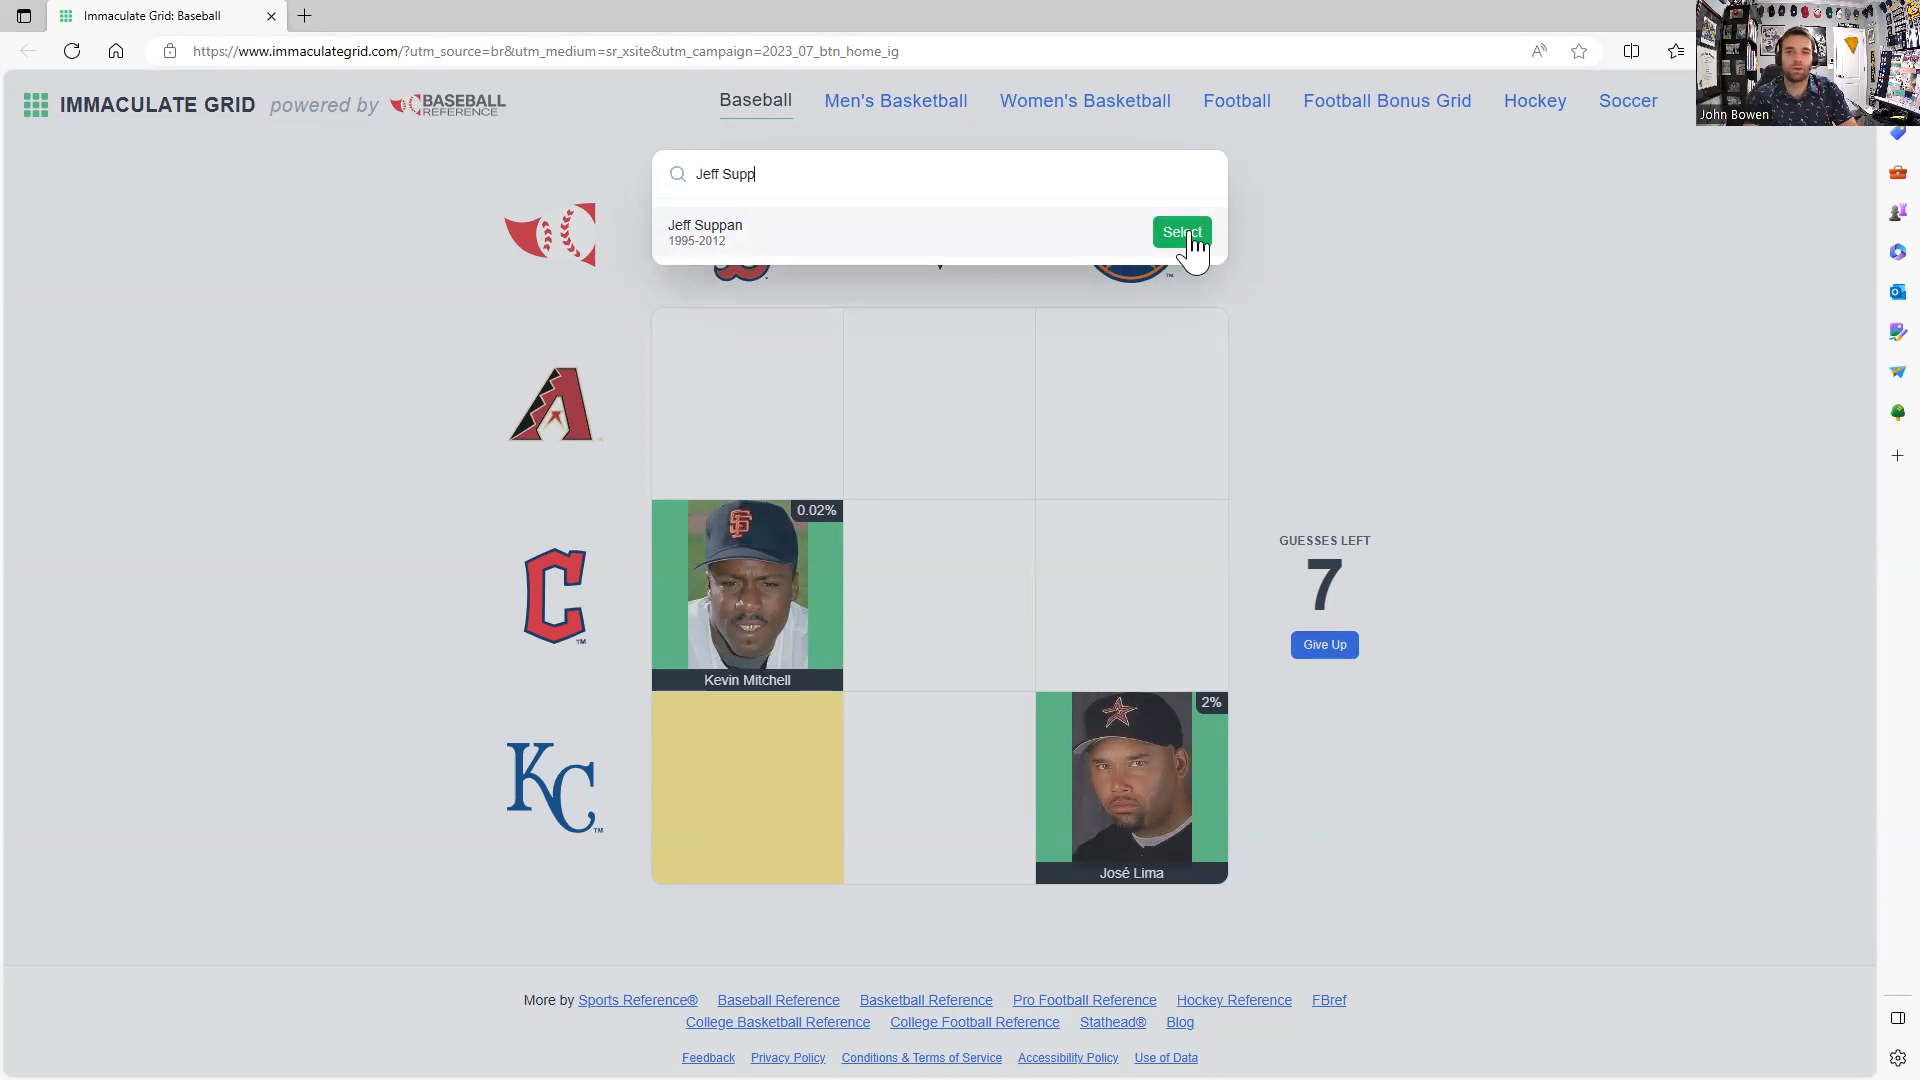 Immaculate Grid: Baseball
https://www.immaculategrid.com/?utm_source=br&utm_medium=sr_xsite&utm_campaign=2023_07_btn_home_ig
John Bowen
IMMACULATE GRID powered by BASEBALL REFERENCE
Baseball
Men's Basketball
Women's Basketball
Football
Football Bonus Grid
Hockey
Soccer
Jeff Supp
Jeff Suppan
1995-2012
Select
A
0.02%
SF
Kevin Mitchell
C
GUESSES LEFT
7
Give Up
KC
2%
José Lima
More by Sports Reference® Baseball Reference Basketball Reference Pro Football Reference Hockey Reference FBref
College Basketball Reference College Football Reference Stathead® Blog
Feedback Privacy Policy Conditions & Terms of Service Accessibility Policy Use of Data